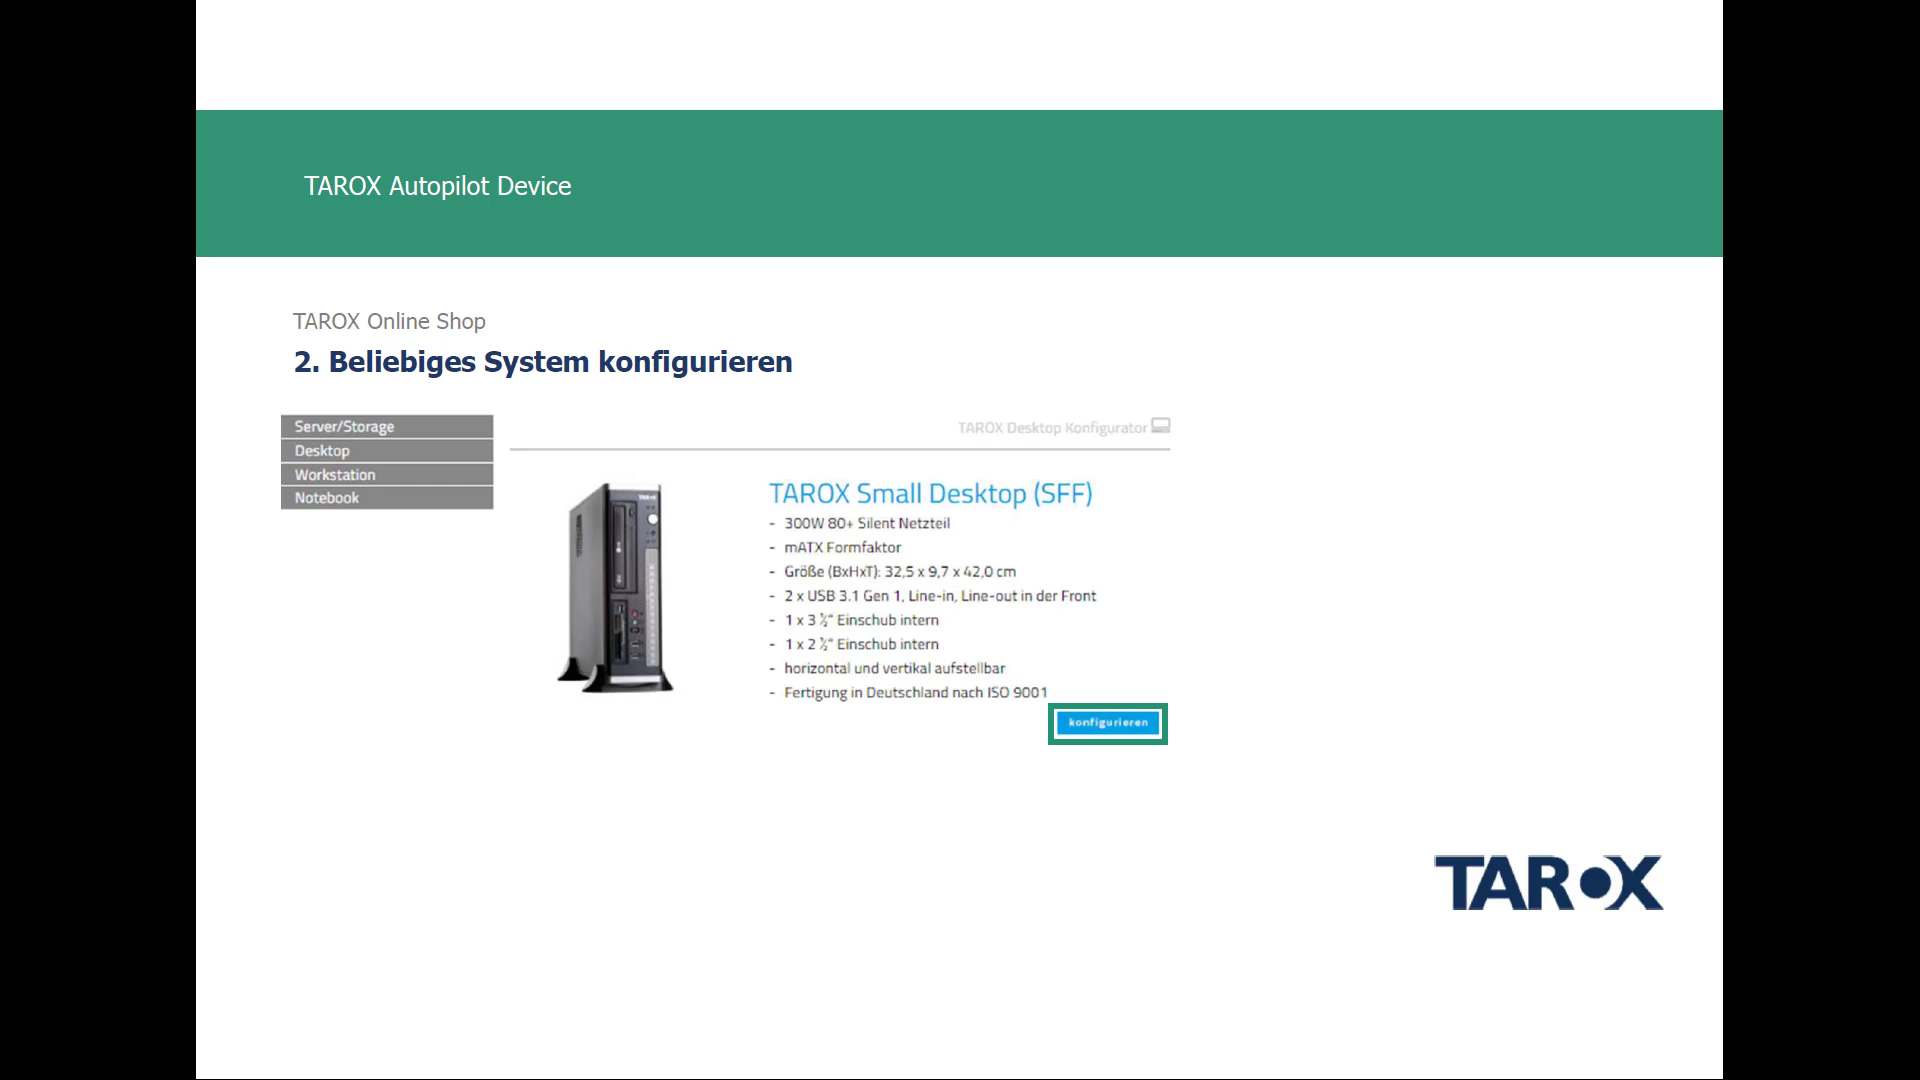 TAROX Autopilot Device
TAROX Online Shop
2. Beliebiges System konfigurieren
Server/Storage
Desktop
Workstation
Notebook
TAROX Desktop Konfigurator
TAROX
TAROX Small Desktop (SFF)
- 300W 80+ Silent Netzteil
- mATX Formfaktor
- Größe (BxHxT): 32,5 x 9,7 x 42,0 cm
- 2 x USB 3.1 Gen 1, Line-in, Line-out in der Front
- 1 x 3 ½“ Einschub intern
- 1 x 2 ½“ Einschub intern
- horizontal und vertikal aufstellbar
- Fertigung in Deutschland nach ISO 9001
konfigurieren
TAROX